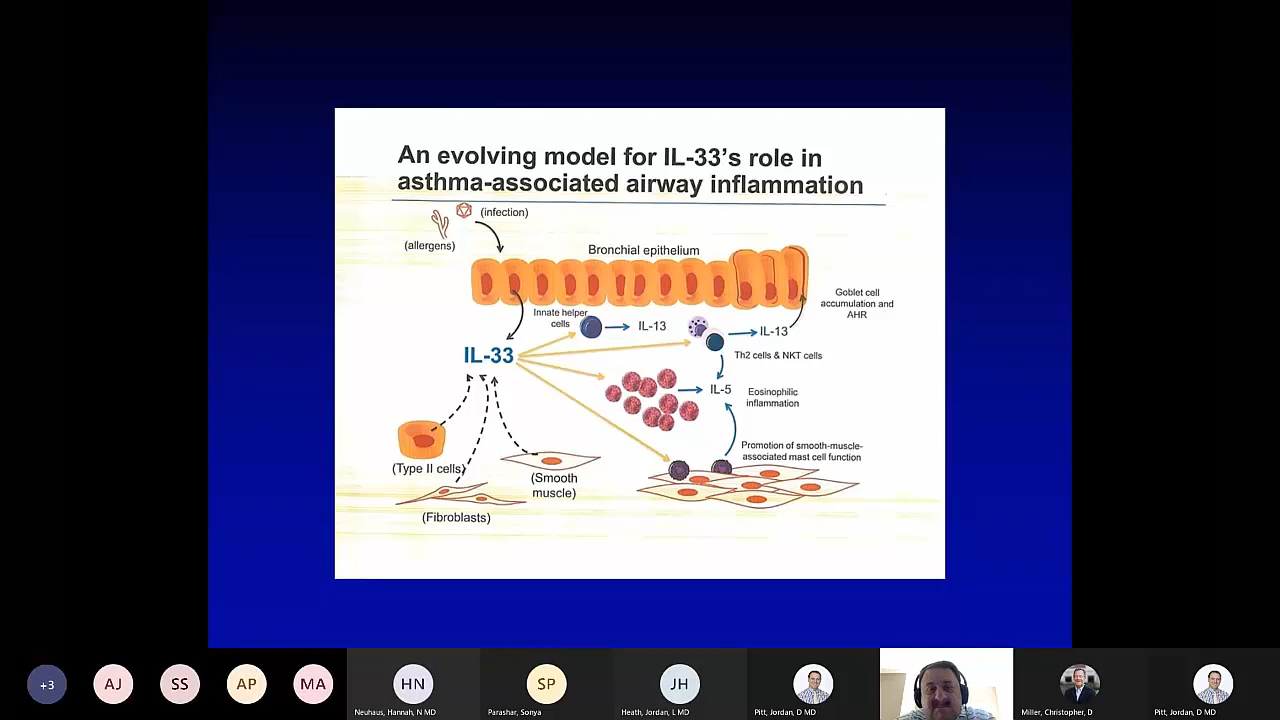 An evolving model for IL-33’s role in
asthma-associated airway inflammation
(infection)
(allergens)
Bronchial epithelium
Goblet cell
accumulation and
AHR
Innate helper
cells
IL-13
IL-13
IL-33
Th2 cells & NKT cells
IL-5
Eosinophilic
inflammation
Promotion of smooth-muscle-
associated mast cell function
(Type II cells)
(Smooth
muscle)
(Fibroblasts)
+3
AJ
SS
AP
MA
HN
SP
JH
Neuhaus, Hannah, N MD
Parashar, Sonya
Heath, Jordan, L MD
Pitt, Jordan, D MD
Miller, Christopher, D
Pitt, Jordan, D MD